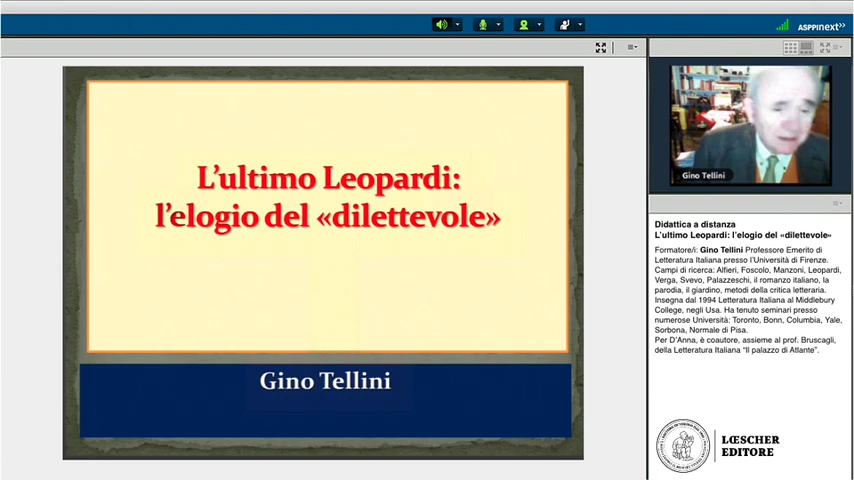 ASPPInext»
L'ultimo Leopardi:
l'elogio del «dilettevole»
Gino Tellini
Gino Tellini
Didattica a distanza
L'ultimo Leopardi: l'elogio del «dilettevole»
Formatore/i: Gino Tellini Professore Emerito di
Letteratura Italiana presso l'Università di Firenze.
Campi di ricerca: Alfieri, Foscolo, Manzoni, Leopardi,
Verga, Svevo, Palazzeschi, il romanzo italiano, la
parodia, il giardino, metodi della critica letteraria.
Insegna dal 1994 Letteratura Italiana al Middlebury
College, negli Usa. Ha tenuto seminari presso
numerose Università: Toronto, Bonn, Columbia, Yale,
Sorbona, Normale di Pisa.
Per D'Anna, è coautore, assieme al prof. Bruscagli,
della Letteratura Italiana "Il palazzo di Atlante".
LŒSCHER
EDITORE